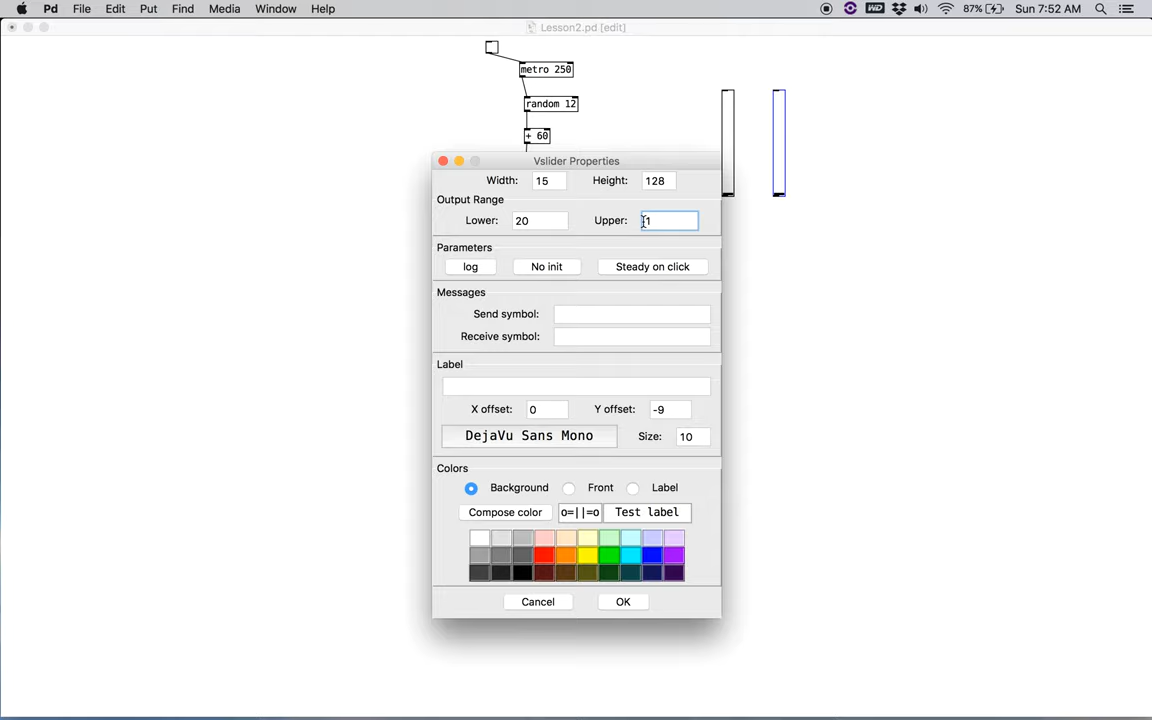 Pd File Edit Put Find Media Window Help 87% Sun 7:52 AM
Lesson2.pd [edit]
metro 250
random 12
+ 60
Vslider Properties
Width: 15 Height: 128
Output Range
Lower: 20 Upper: 1
Parameters
log No init Steady on click
Messages
Send symbol:
Receive symbol:
Label
X offset: 0 Y offset: -9
DejaVu Sans Mono Size: 10
Colors
Background Front Label
Compose color o=||=o Test label
Cancel OK